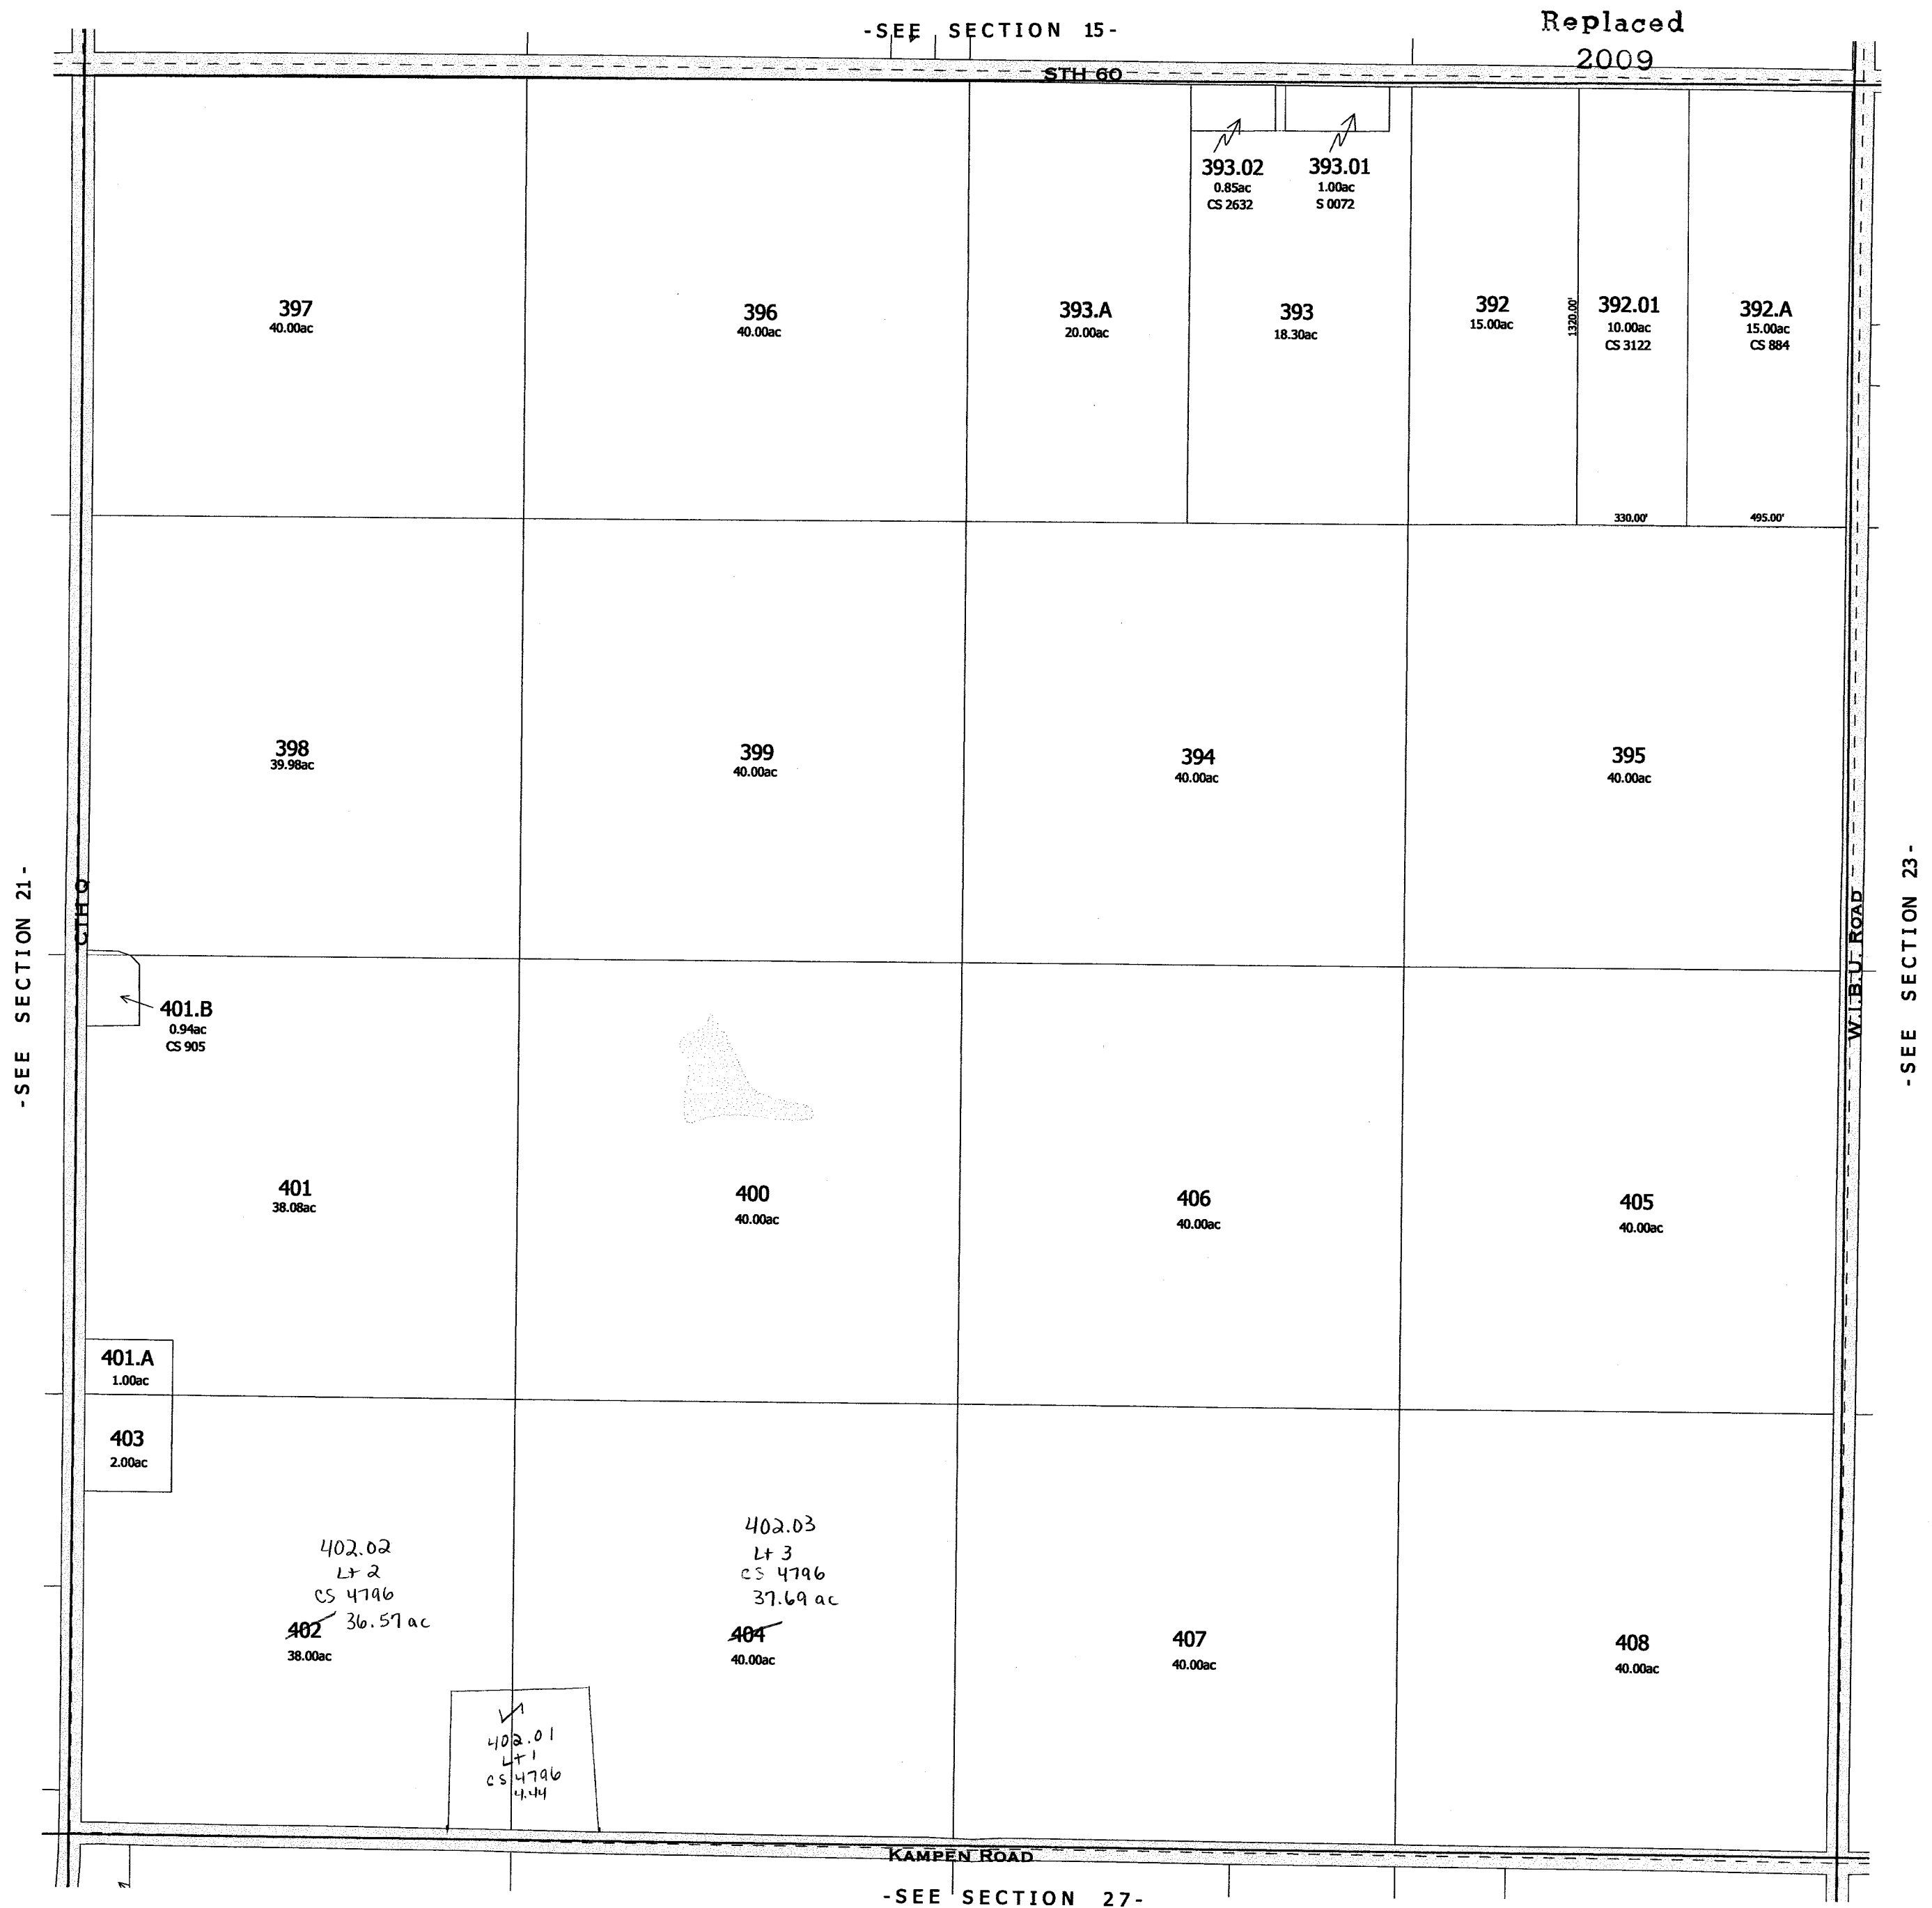 -SEE SECTION 15-
Replaced
2009
STH 60
393.02
0.85ac
CS 2632
393.01
1.00ac
S 0072
397
40.00ac
396
40.00ac
393.A
20.00ac
393
18.30ac
392
15.00ac
1320.00'
392.01
10.00ac
CS 3122
392.A
15.00ac
CS 884
330.00'
495.00'
398
39.98ac
399
40.00ac
394
40.00ac
395
40.00ac
-SEE SECTION 21-
CTH Q
W.I.B.U. ROAD
-SEE SECTION 23-
401.B
0.94ac
CS 905
401
38.08ac
400
40.00ac
406
40.00ac
405
40.00ac
401.A
1.00ac
403
2.00ac
402.02
Lt 2
CS 4796
36.57 ac
402
38.00ac
402.03
Lt 3
CS 4796
37.69 ac
404
40.00ac
407
40.00ac
408
40.00ac
402.01
Lt 1
CS 4796
4.44
KAMPEN ROAD
-SEE SECTION 27-